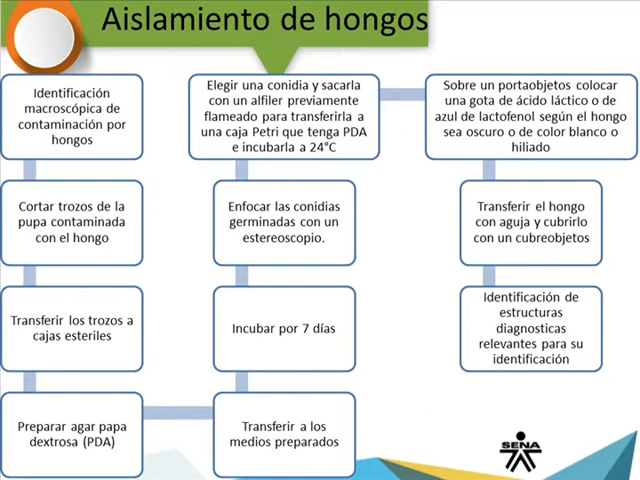 Aislamiento de hongos
Identificación
macroscópica de
contaminación por
hongos
Cortar trozos de la
pupa contaminada
con el hongo
Transferir los trozos a
cajas esteriles
Preparar agar papa
dextrosa (PDA)
Transferir a los
medios preparados
Incubar por 7 días
Enfocar las conidias
germinadas con un
estereoscopio.
Elegir una conidia y sacarla
con un alfiler previamente
flameado para transferirla a
una caja Petri que tenga PDA
e incubarla a 24°C
Sobre un portaobjetos colocar
una gota de ácido láctico o de
azul de lactofenol según el hongo
sea oscuro o de color blanco o
hiliado
Transferir el hongo
con aguja y cubrirlo
con un cubreobjetos
Identificación de
estructuras
diagnosticas
relevantes para su
identificación
SENA